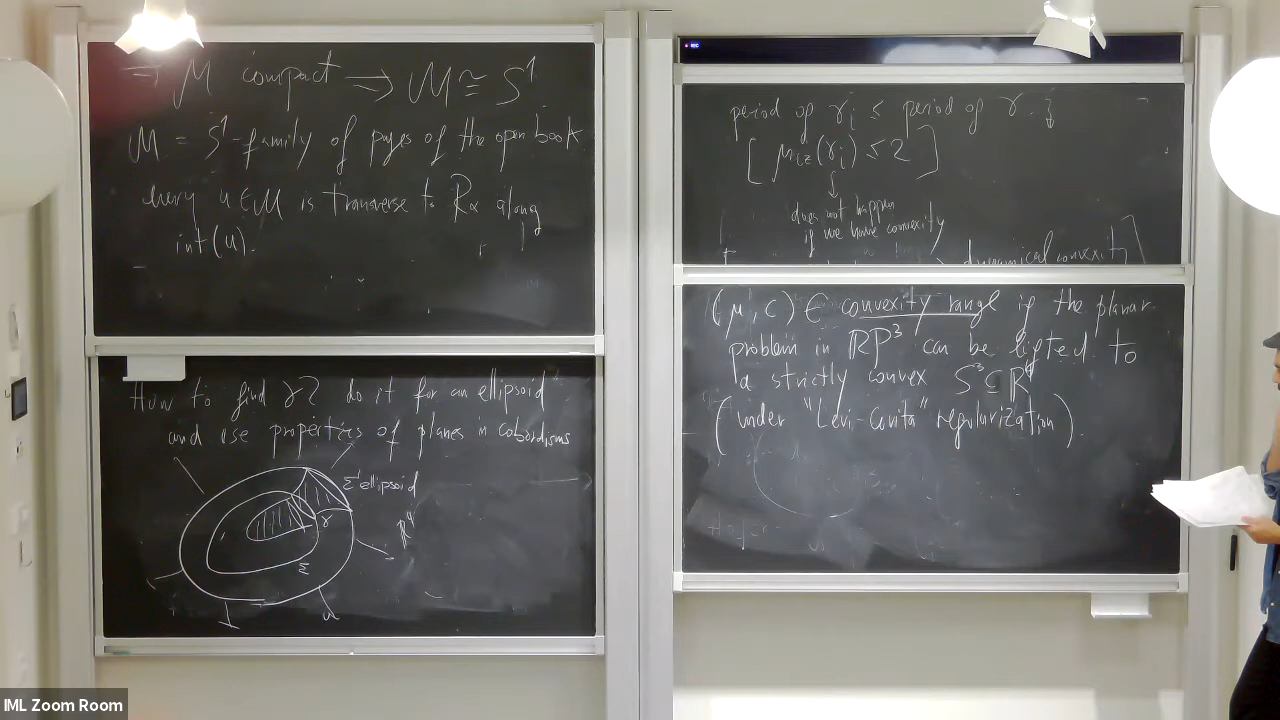 ⇒ M compact ⟹ M ≅ S¹
M = S¹-family of pages of the open book
every u ∈ M is transverse to Rα along
int(u).
How to find γ? do it for an ellipsoid
and use properties of planes in cobordisms
Σ' ellipsoid
γ
ℝ⁴
Σ
REC
period of γi ≤ period of γ.
[ μCZ(γi) ≤ 2 ]
does not happen
if we have convexity
dynamical convexity]
(μ, c) ∈ convexity range if the planar
problem in ℝP³ can be lifted to
a strictly convex S³ ⊆ ℝ⁴
(under "Levi-Civita" regularization).
IML Zoom Room